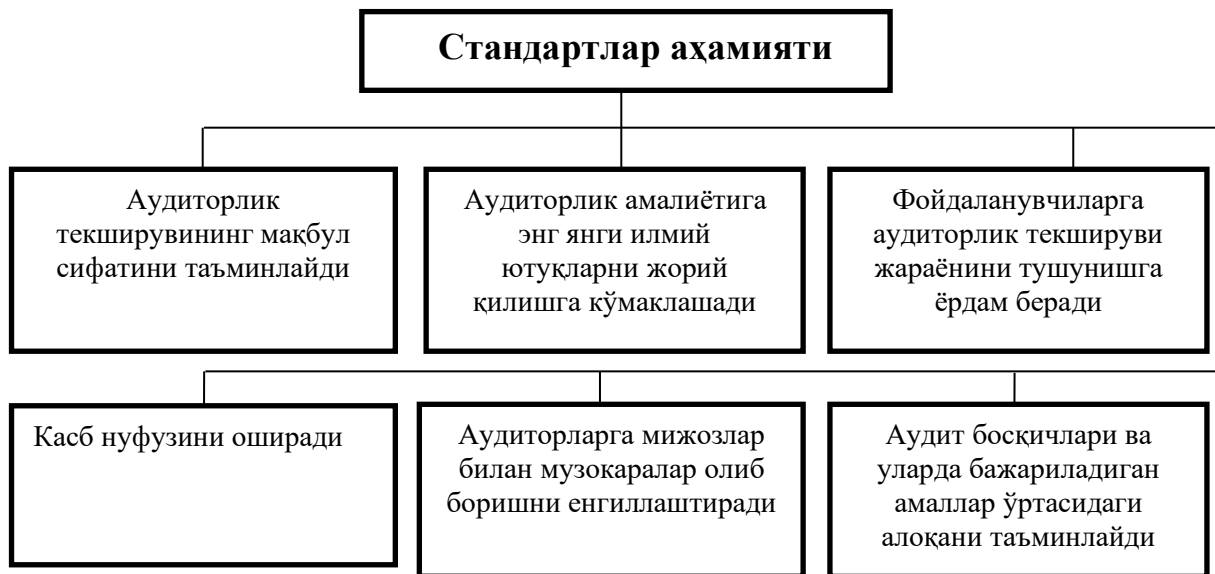 Стандартлар аҳамияти
Аудиторлик
текширувининг мақбул
сифатини таъминлайди
Аудиторлик амалиётига
энг янги илмий
ютуқларни жорий
қилишга кўмаклашади
Фойдаланувчиларга
аудиторлик текшируви
жараёнини тушунишга
ёрдам беради
Касб нуфузини оширади
Аудиторларга мижозлар
билан музокаралар олиб
боришни енгиллаштиради
Аудит босқичлари ва
уларда бажариладиган
амаллар ўртасидаги
алоқани таъминлайди